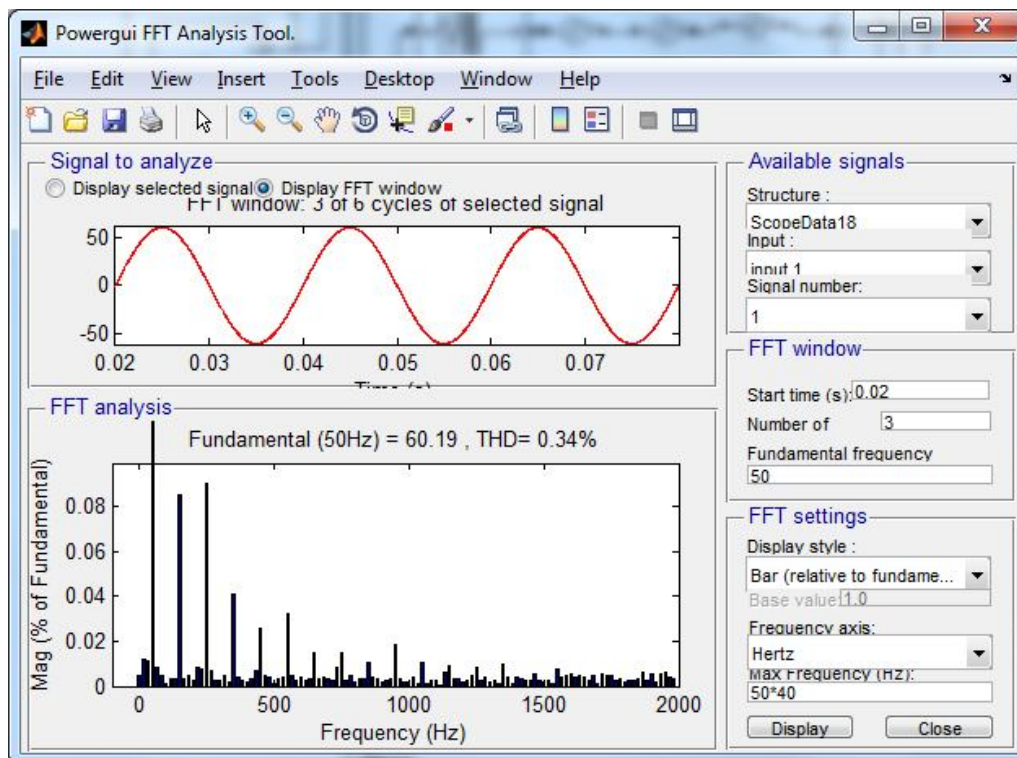 Powergui FFT Analysis Tool.
File Edit View Insert Tools Desktop Window Help
Signal to analyze
Display selected signal Display FFT window
FFT window: 3 of 6 cycles of selected signal
50
0
-50
0.02 0.03 0.04 0.05 0.06 0.07
Time (s)
FFT analysis
Fundamental (50Hz) = 60.19 , THD= 0.34%
Mag (% of Fundamental)
0.08
0.06
0.04
0.02
0
0 500 1000 1500 2000
Frequency (Hz)
Available signals
Structure :
ScopeData18
Input :
input 1
Signal number:
1
FFT window
Start time (s): 0.02
Number of 3
Fundamental frequency
50
FFT settings
Display style :
Bar (relative to fundame...
Base value: 1.0
Frequency axis:
Hertz
Max Frequency (Hz):
50*40
Display Close